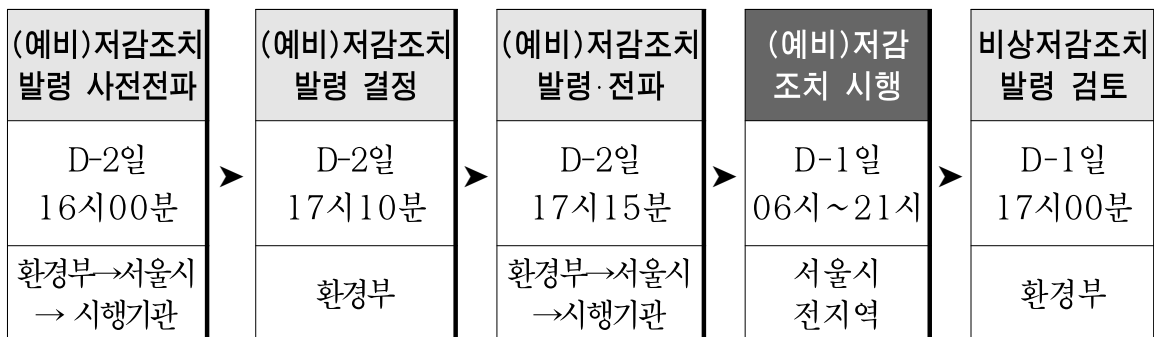 (예비)저감조치
발령 사전전파
D-2일
16시00분
환경부→서울시
→ 시행기관
➤
(예비)저감조치
발령 결정
D-2일
17시10분
환경부
➤
(예비)저감조치
발령·전파
D-2일
17시15분
환경부→서울시
→시행기관
➤
(예비)저감
조치 시행
D-1일
06시~21시
서울시
전지역
➤
비상저감조치
발령 검토
D-1일
17시00분
환경부